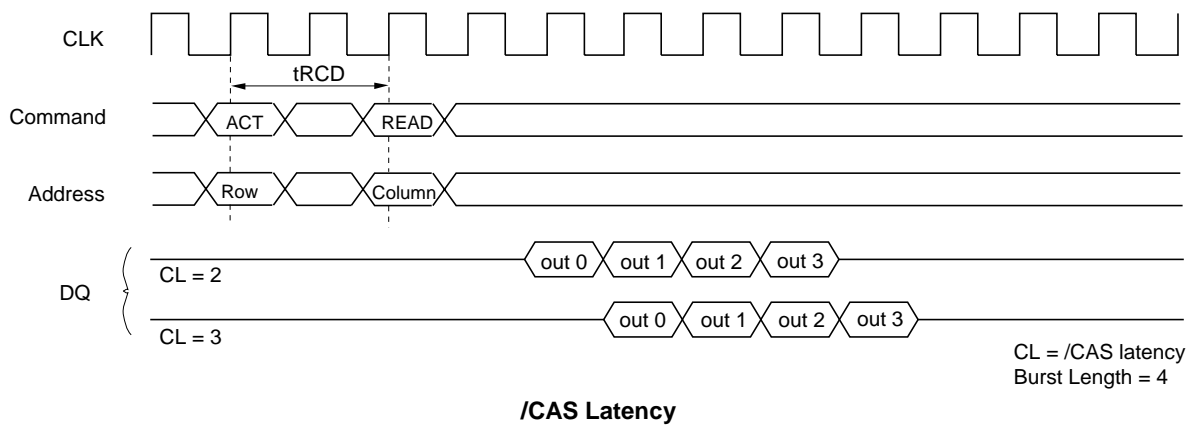 CLK
tRCD
Command
ACT
READ
Address
Row
Column
DQ
CL = 2
out 0 out 1 out 2 out 3
CL = 3
out 0 out 1 out 2 out 3
CL = /CAS latency
Burst Length = 4
/CAS Latency